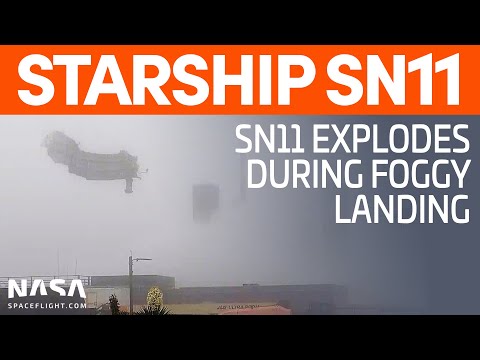 STARSHIP SN11
SN11 EXPLODES
DURING FOGGY
LANDING
NASA
SPACEFLIGHT.COM